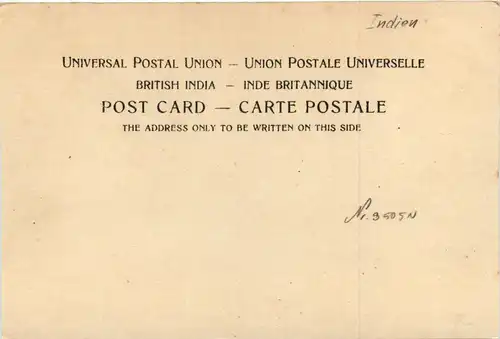 Indien
UNIVERSAL POSTAL UNION — UNION POSTALE UNIVERSELLE
BRITISH INDIA — INDE BRITANNIQUE
POST CARD — CARTE POSTALE
THE ADDRESS ONLY TO BE WRITTEN ON THIS SIDE
Nr. 3505N